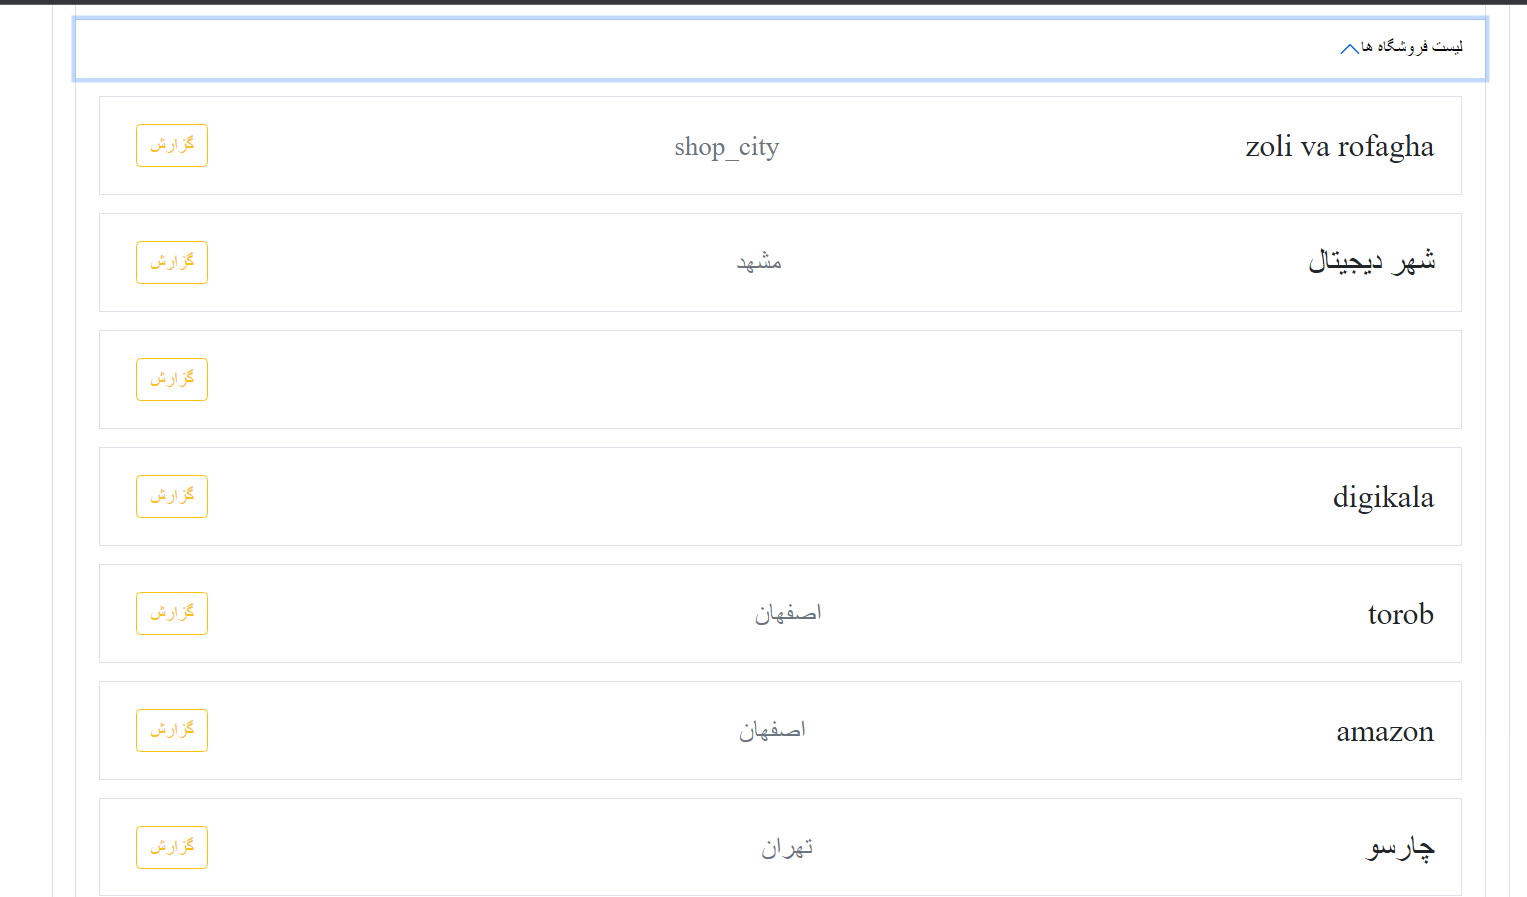 لیست فروشگاه ها
zoli va rofagha
shop_city
گزارش
شهر دیجیتال
مشهد
گزارش
گزارش
digikala
گزارش
torob
اصفهان
گزارش
amazon
اصفهان
گزارش
چارسو
تهران
گزارش